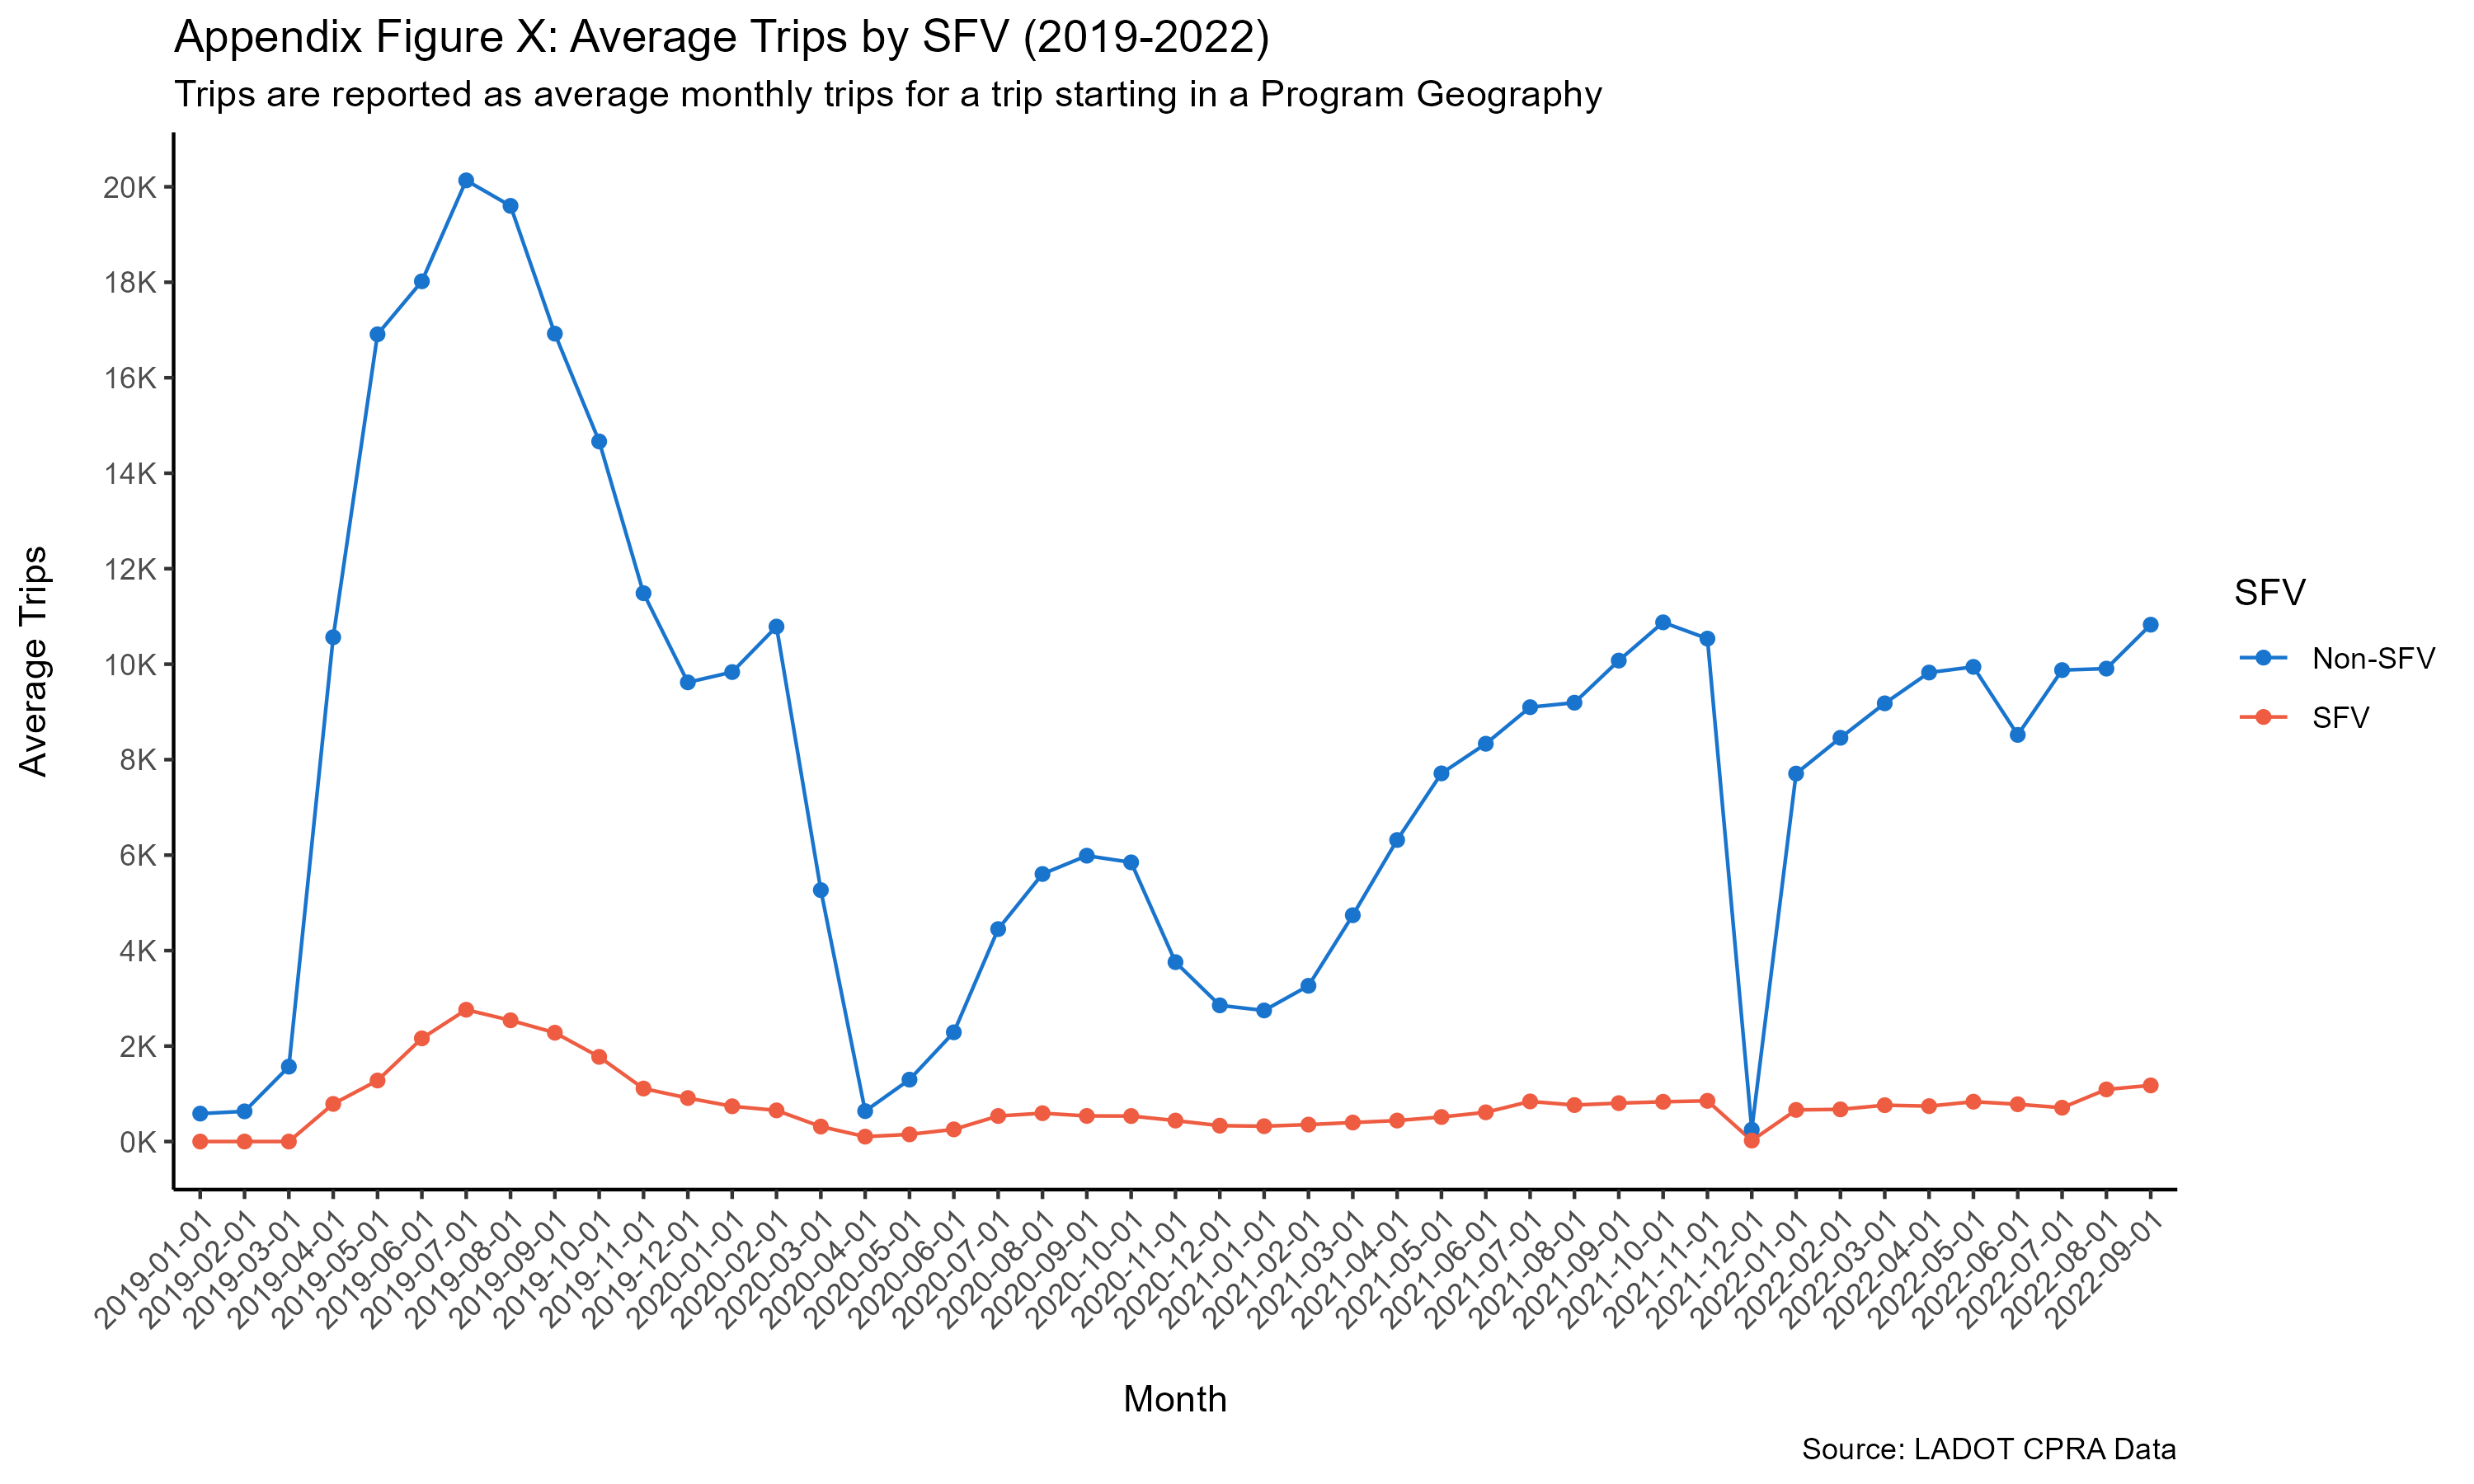 Appendix Figure X: Average Trips by SFV (2019-2022)
Trips are reported as average monthly trips for a trip starting in a Program Geography
Average Trips
20K
18K
16K
14K
12K
10K
8K
6K
4K
2K
0K
2019-01-01
2019-02-01
2019-03-01
2019-04-01
2019-05-01
2019-06-01
2019-07-01
2019-08-01
2019-09-01
2019-10-01
2019-11-01
2019-12-01
2020-01-01
2020-02-01
2020-03-01
2020-04-01
2020-05-01
2020-06-01
2020-07-01
2020-08-01
2020-09-01
2020-10-01
2020-11-01
2020-12-01
2021-01-01
2021-02-01
2021-03-01
2021-04-01
2021-05-01
2021-06-01
2021-07-01
2021-08-01
2021-09-01
2021-10-01
2021-11-01
2021-12-01
2022-01-01
2022-02-01
2022-03-01
2022-04-01
2022-05-01
2022-06-01
2022-07-01
2022-08-01
2022-09-01
Month
SFV
Non-SFV
SFV
Source: LADOT CPRA Data